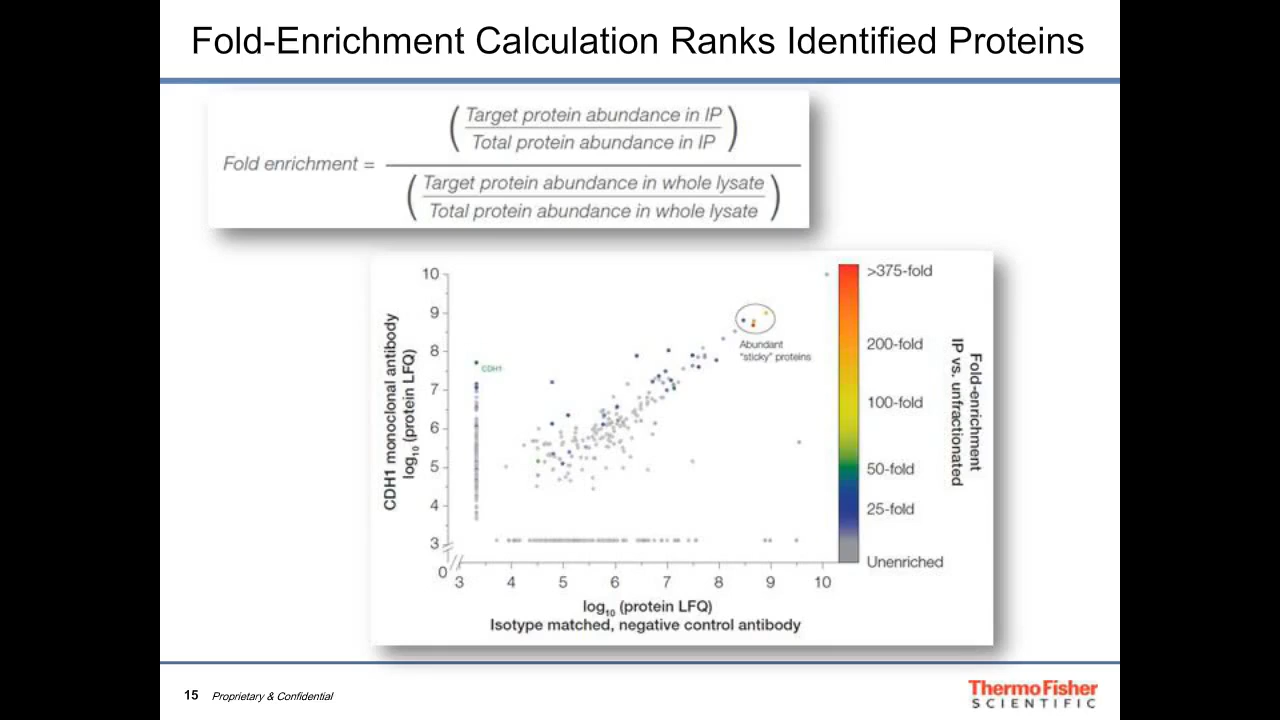 Fold-Enrichment Calculation Ranks Identified Proteins
Fold enrichment =
( Target protein abundance in IP )
Total protein abundance in IP
( Target protein abundance in whole lysate )
Total protein abundance in whole lysate
CDH1 monoclonal antibody
log10 (protein LFQ)
10
9
8
7
6
5
4
3
0
CDH1
Abundant
"sticky" proteins
3 4 5 6 7 8 9 10
log10 (protein LFQ)
Isotype matched, negative control antibody
>375-fold
200-fold
100-fold
50-fold
25-fold
Unenriched
Fold-enrichment
IP vs. unfractionated
15 Proprietary & Confidential
ThermoFisher
SCIENTIFIC